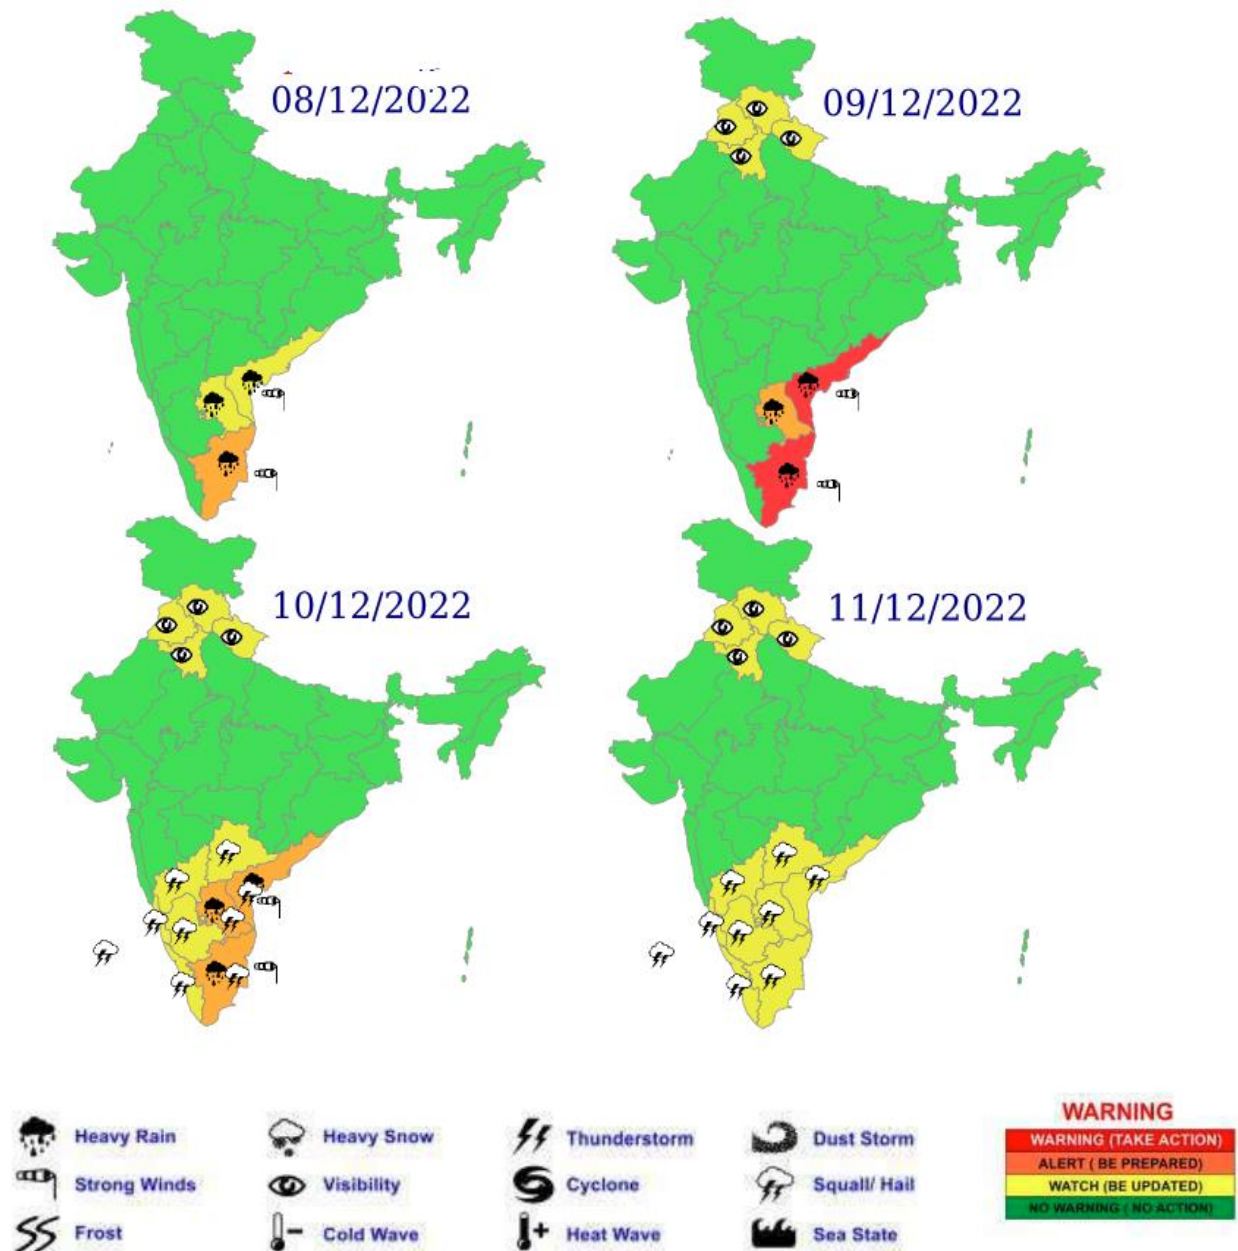 08/12/2022
09/12/2022
10/12/2022
11/12/2022
Heavy Rain
Heavy Snow
Thunderstorm
Dust Storm
Strong Winds
Visibility
Cyclone
Squall/ Hail
Frost
Cold Wave
Heat Wave
Sea State
WARNING
WARNING (TAKE ACTION)
ALERT ( BE PREPARED)
WATCH (BE UPDATED)
NO WARNING ( NO ACTION)